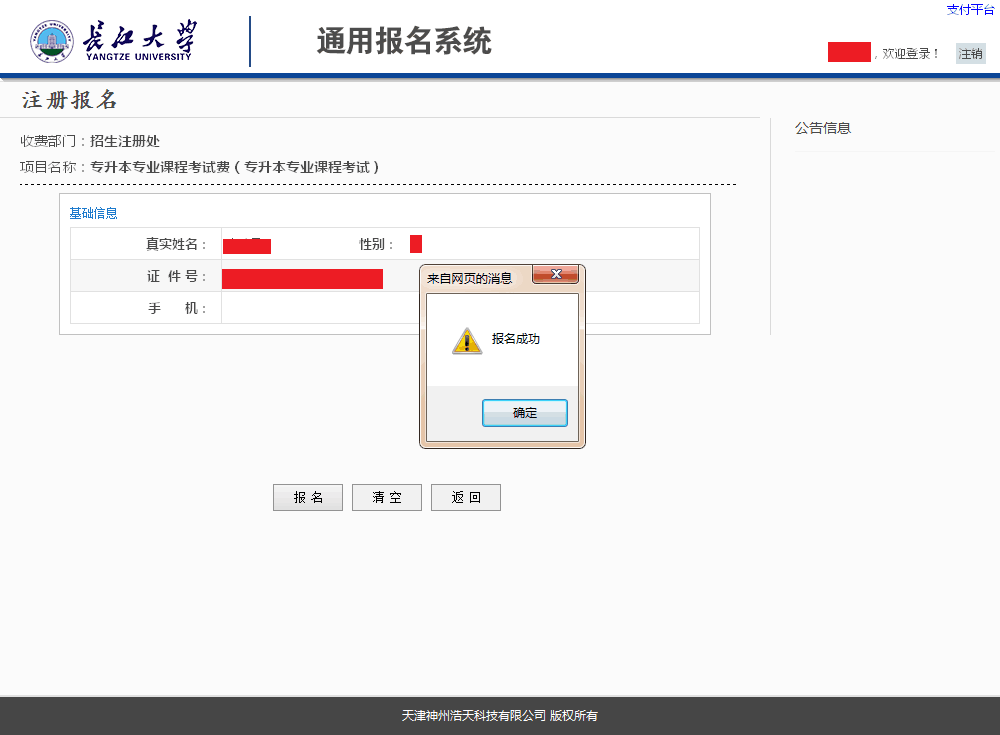 支付平台
长江大学
YANGTZE UNIVERSITY
通用报名系统
，欢迎登录！ 注销
注册报名
公告信息
收费部门：招生注册处
项目名称：专升本专业课程考试费（专升本专业课程考试）
基础信息
真实姓名： 性别：
证 件 号：
手 机：
来自网页的消息
报名成功
确定
报 名 清 空 返 回
天津神州浩天科技有限公司 版权所有